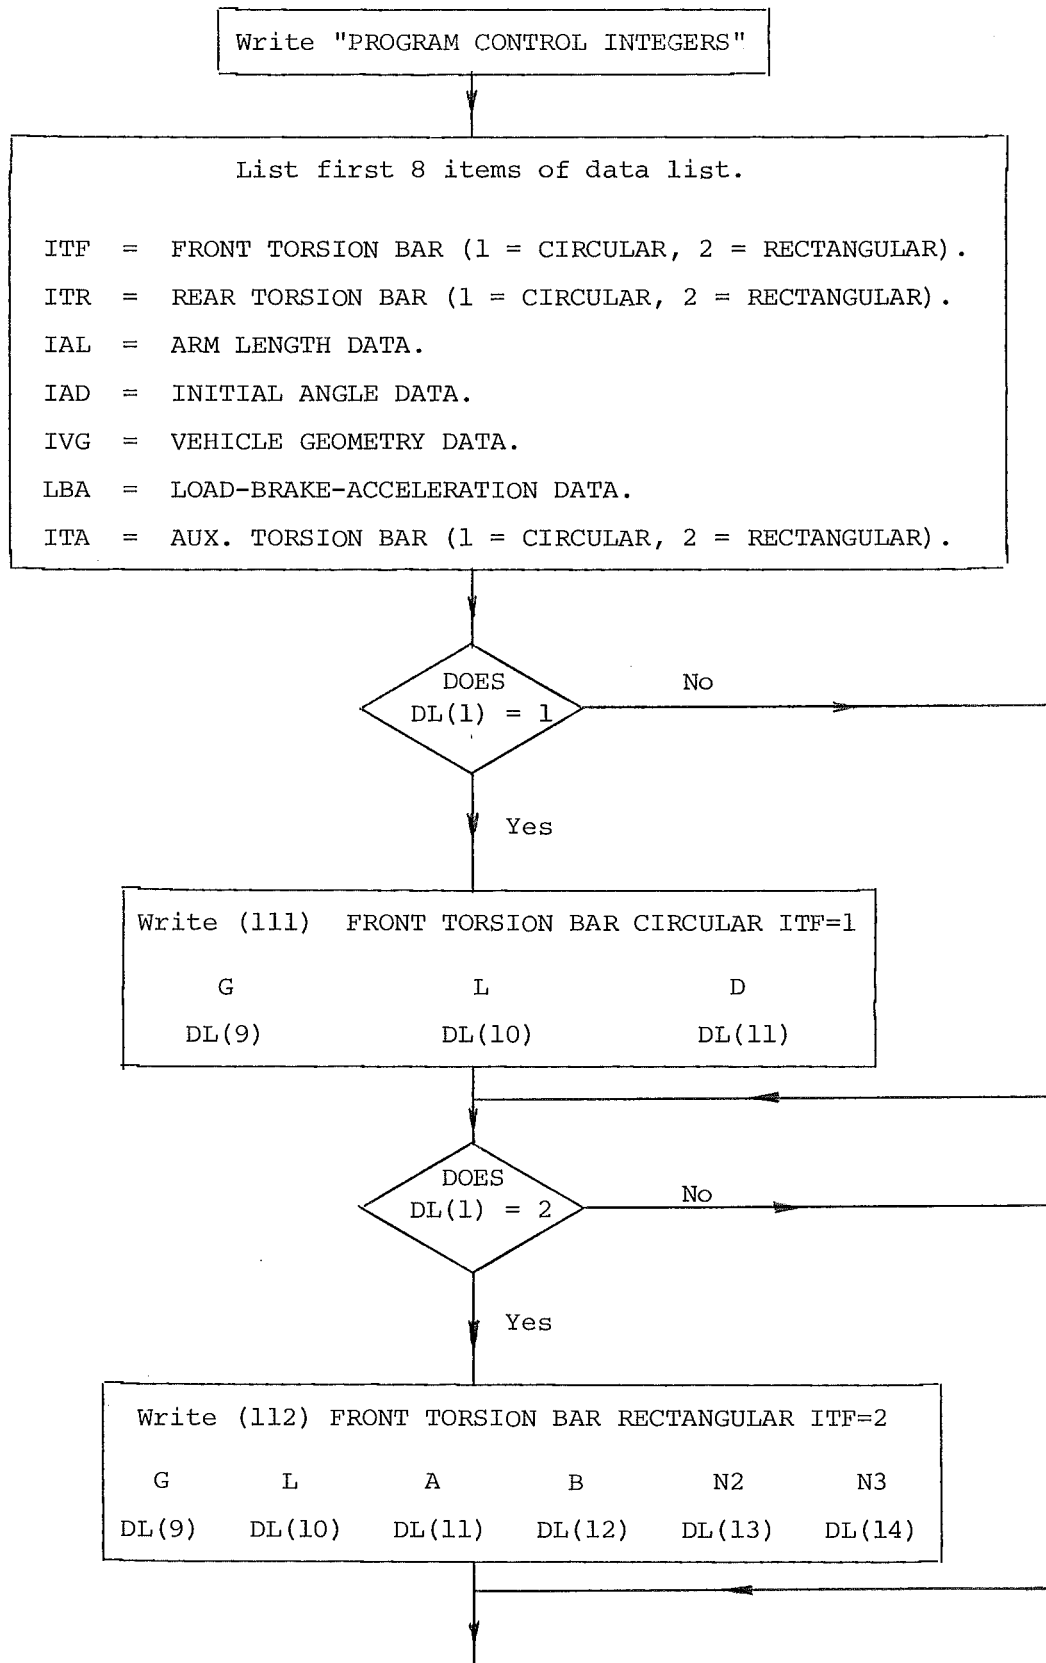 Write "PROGRAM CONTROL INTEGERS"
List first 8 items of data list.
ITF = FRONT TORSION BAR (1 = CIRCULAR, 2 = RECTANGULAR).
ITR = REAR TORSION BAR (1 = CIRCULAR, 2 = RECTANGULAR).
IAL = ARM LENGTH DATA.
IAD = INITIAL ANGLE DATA.
IVG = VEHICLE GEOMETRY DATA.
LBA = LOAD-BRAKE-ACCELERATION DATA.
ITA = AUX. TORSION BAR (1 = CIRCULAR, 2 = RECTANGULAR).
DOES
DL(1) = 1
No
Yes
Write (111) FRONT TORSION BAR CIRCULAR ITF=1
G L D
DL(9) DL(10) DL(11)
DOES
DL(1) = 2
No
Yes
Write (112) FRONT TORSION BAR RECTANGULAR ITF=2
G L A B N2 N3
DL(9) DL(10) DL(11) DL(12) DL(13) DL(14)